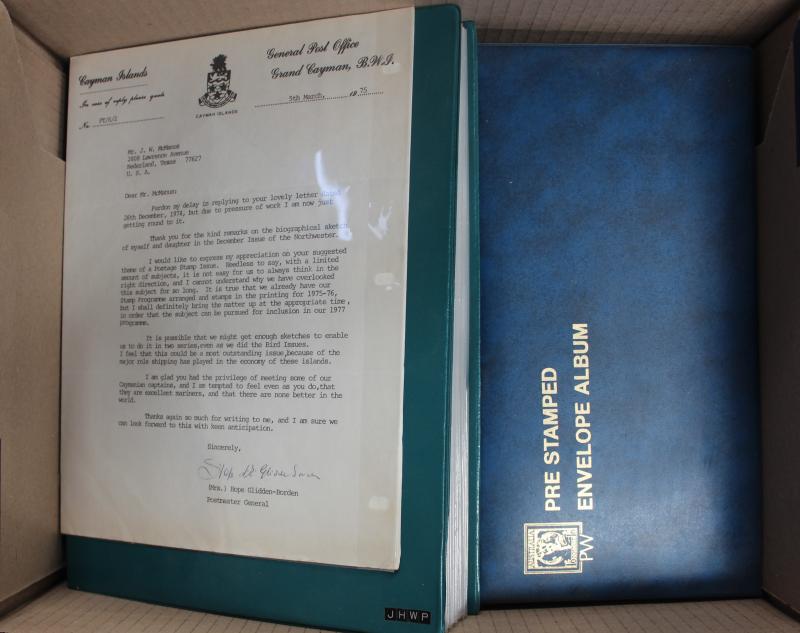 Cayman Islands
In case of reply please quote
No. PT/6/2
CAYMAN ISLANDS
General Post Office
Grand Cayman, B.W.I.
5th March, 1975
Mr. J. W. McManus
Lawrence Avenue
Nederland, Texas 77627
U. S. A.
Dear Mr. McManus:
Pardon my delay in replying to your lovely letter dated
26th December, 1974, but due to pressure of work I am now just
getting round to it.
Thank you for the kind remarks on the biographical sketch
of myself and daughter in the December Issue of the Northwester.
I would like to express my appreciation on your suggested
theme of a Postage Stamp Issue. Needless to say, with a limited
amount of subjects, it is not easy for us to always think in the
right direction, and I cannot understand why we have overlooked
this subject for so long. It is true that we already have our
Stamp Programme arranged and stamps in the printing for 1975-76,
but I shall definitely bring the matter up at the appropriate time,
in order that the subject can be pursued for inclusion in our 1977
programme.
It is possible that we might get enough sketches to enable
us to do it in two series,even as we did the Bird Issues.
I feel that this could be a most outstanding issue,because of the
major role shipping has played in the economy of these islands.
I am glad you had the privilege of meeting some of our
Caymanian captains, and I am tempted to feel even as you do,that
they are excellent mariners, and that there are none better in the
world.
Thanks again so much for writing to me, and I am sure we
can look forward to this with keen anticipation.
Sincerely,
(Mrs.) Hope Glidden-Borden
Postmaster General
JHWP
PRE STAMPED
ENVELOPE ALBUM
PW